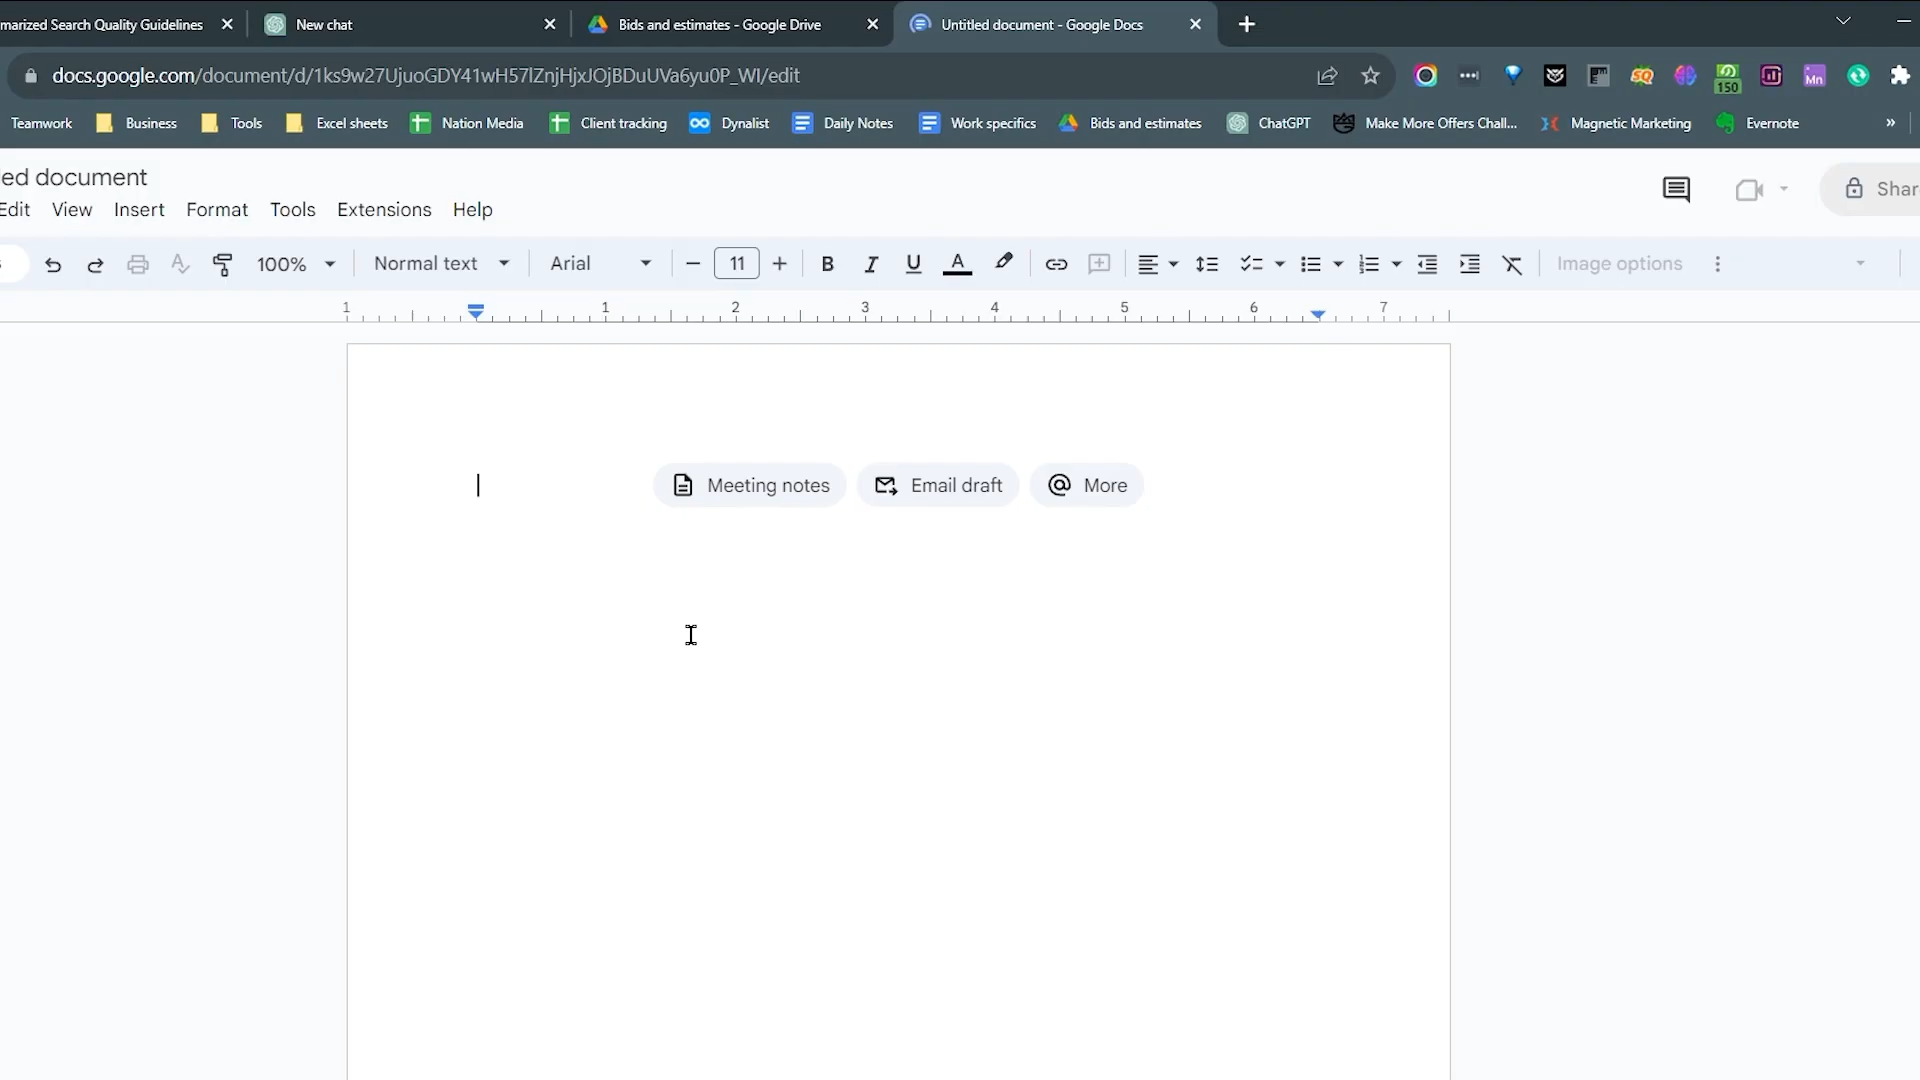 marized Search Quality Guidelines New chat Bids and estimates - Google Drive Untitled document - Google Docs
docs.google.com/document/d/1ks9w27UjuoGDY41wH57lZnjHjxJOjBDuUVa6yu0P_WI/edit 150 Mn SQ
Teamwork Business Tools Excel sheets Nation Media Client tracking Dynalist Daily Notes Work specifics Bids and estimates ChatGPT Make More Offers Chall... Magnetic Marketing Evernote »
ed document
Shar
Edit View Insert Format Tools Extensions Help
100% Normal text Arial 11 B I U A Image options
1 1 2 3 4 5 6 7
Meeting notes Email draft More